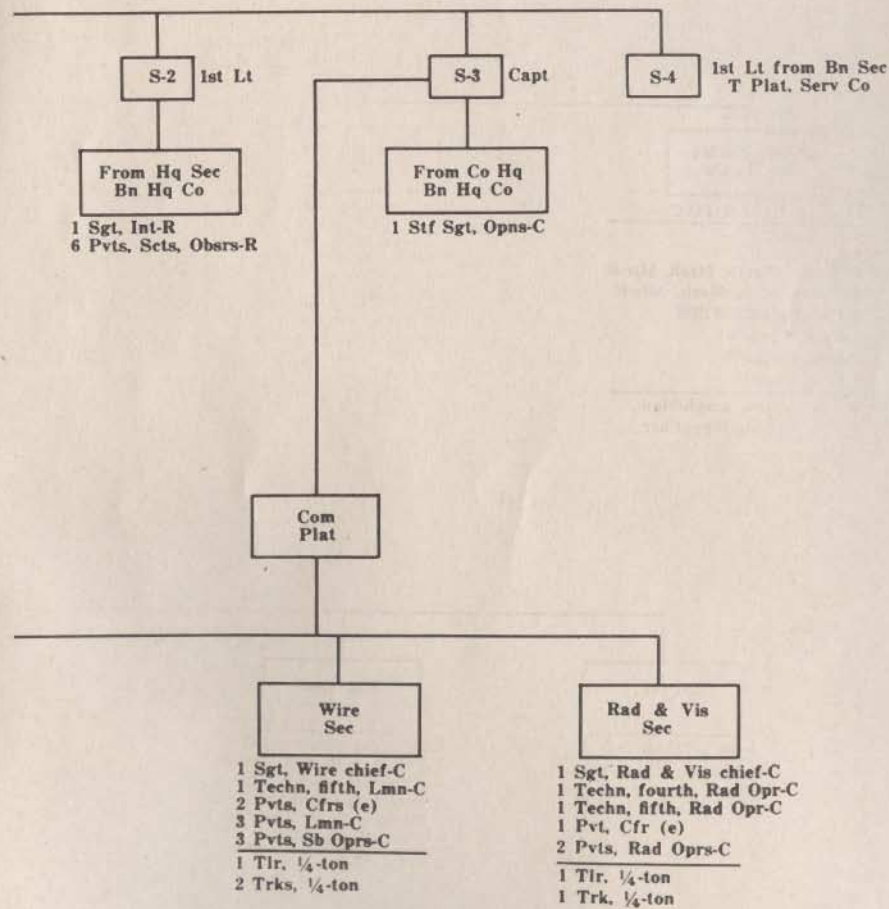 S-2
1st Lt
S-3
Capt
S-4
1st Lt from Bn Sec
T Plat. Serv Co
From Hq Sec
Bn Hq Co
1 Sgt, Int-R
6 Pvts, Scts, Obsrs-R
From Co Hq
Bn Hq Co
1 Stf Sgt, Opns-C
Com
Plat
Wire
Sec
1 Sgt, Wire chief-C
1 Techn, fifth, Lmn-C
2 Pvts, Cfrs (e)
3 Pvts, Lmn-C
3 Pvts, Sb Oprs-C
1 Tlr, ¼-ton
2 Trks, ¼-ton
Rad & Vis
Sec
1 Sgt, Rad & Vis chief-C
1 Techn, fourth, Rad Opr-C
1 Techn, fifth, Rad Opr-C
1 Pvt, Cfr (e)
2 Pvts, Rad Oprs-C
1 Tlr, ¼-ton
1 Trk, ¼-ton